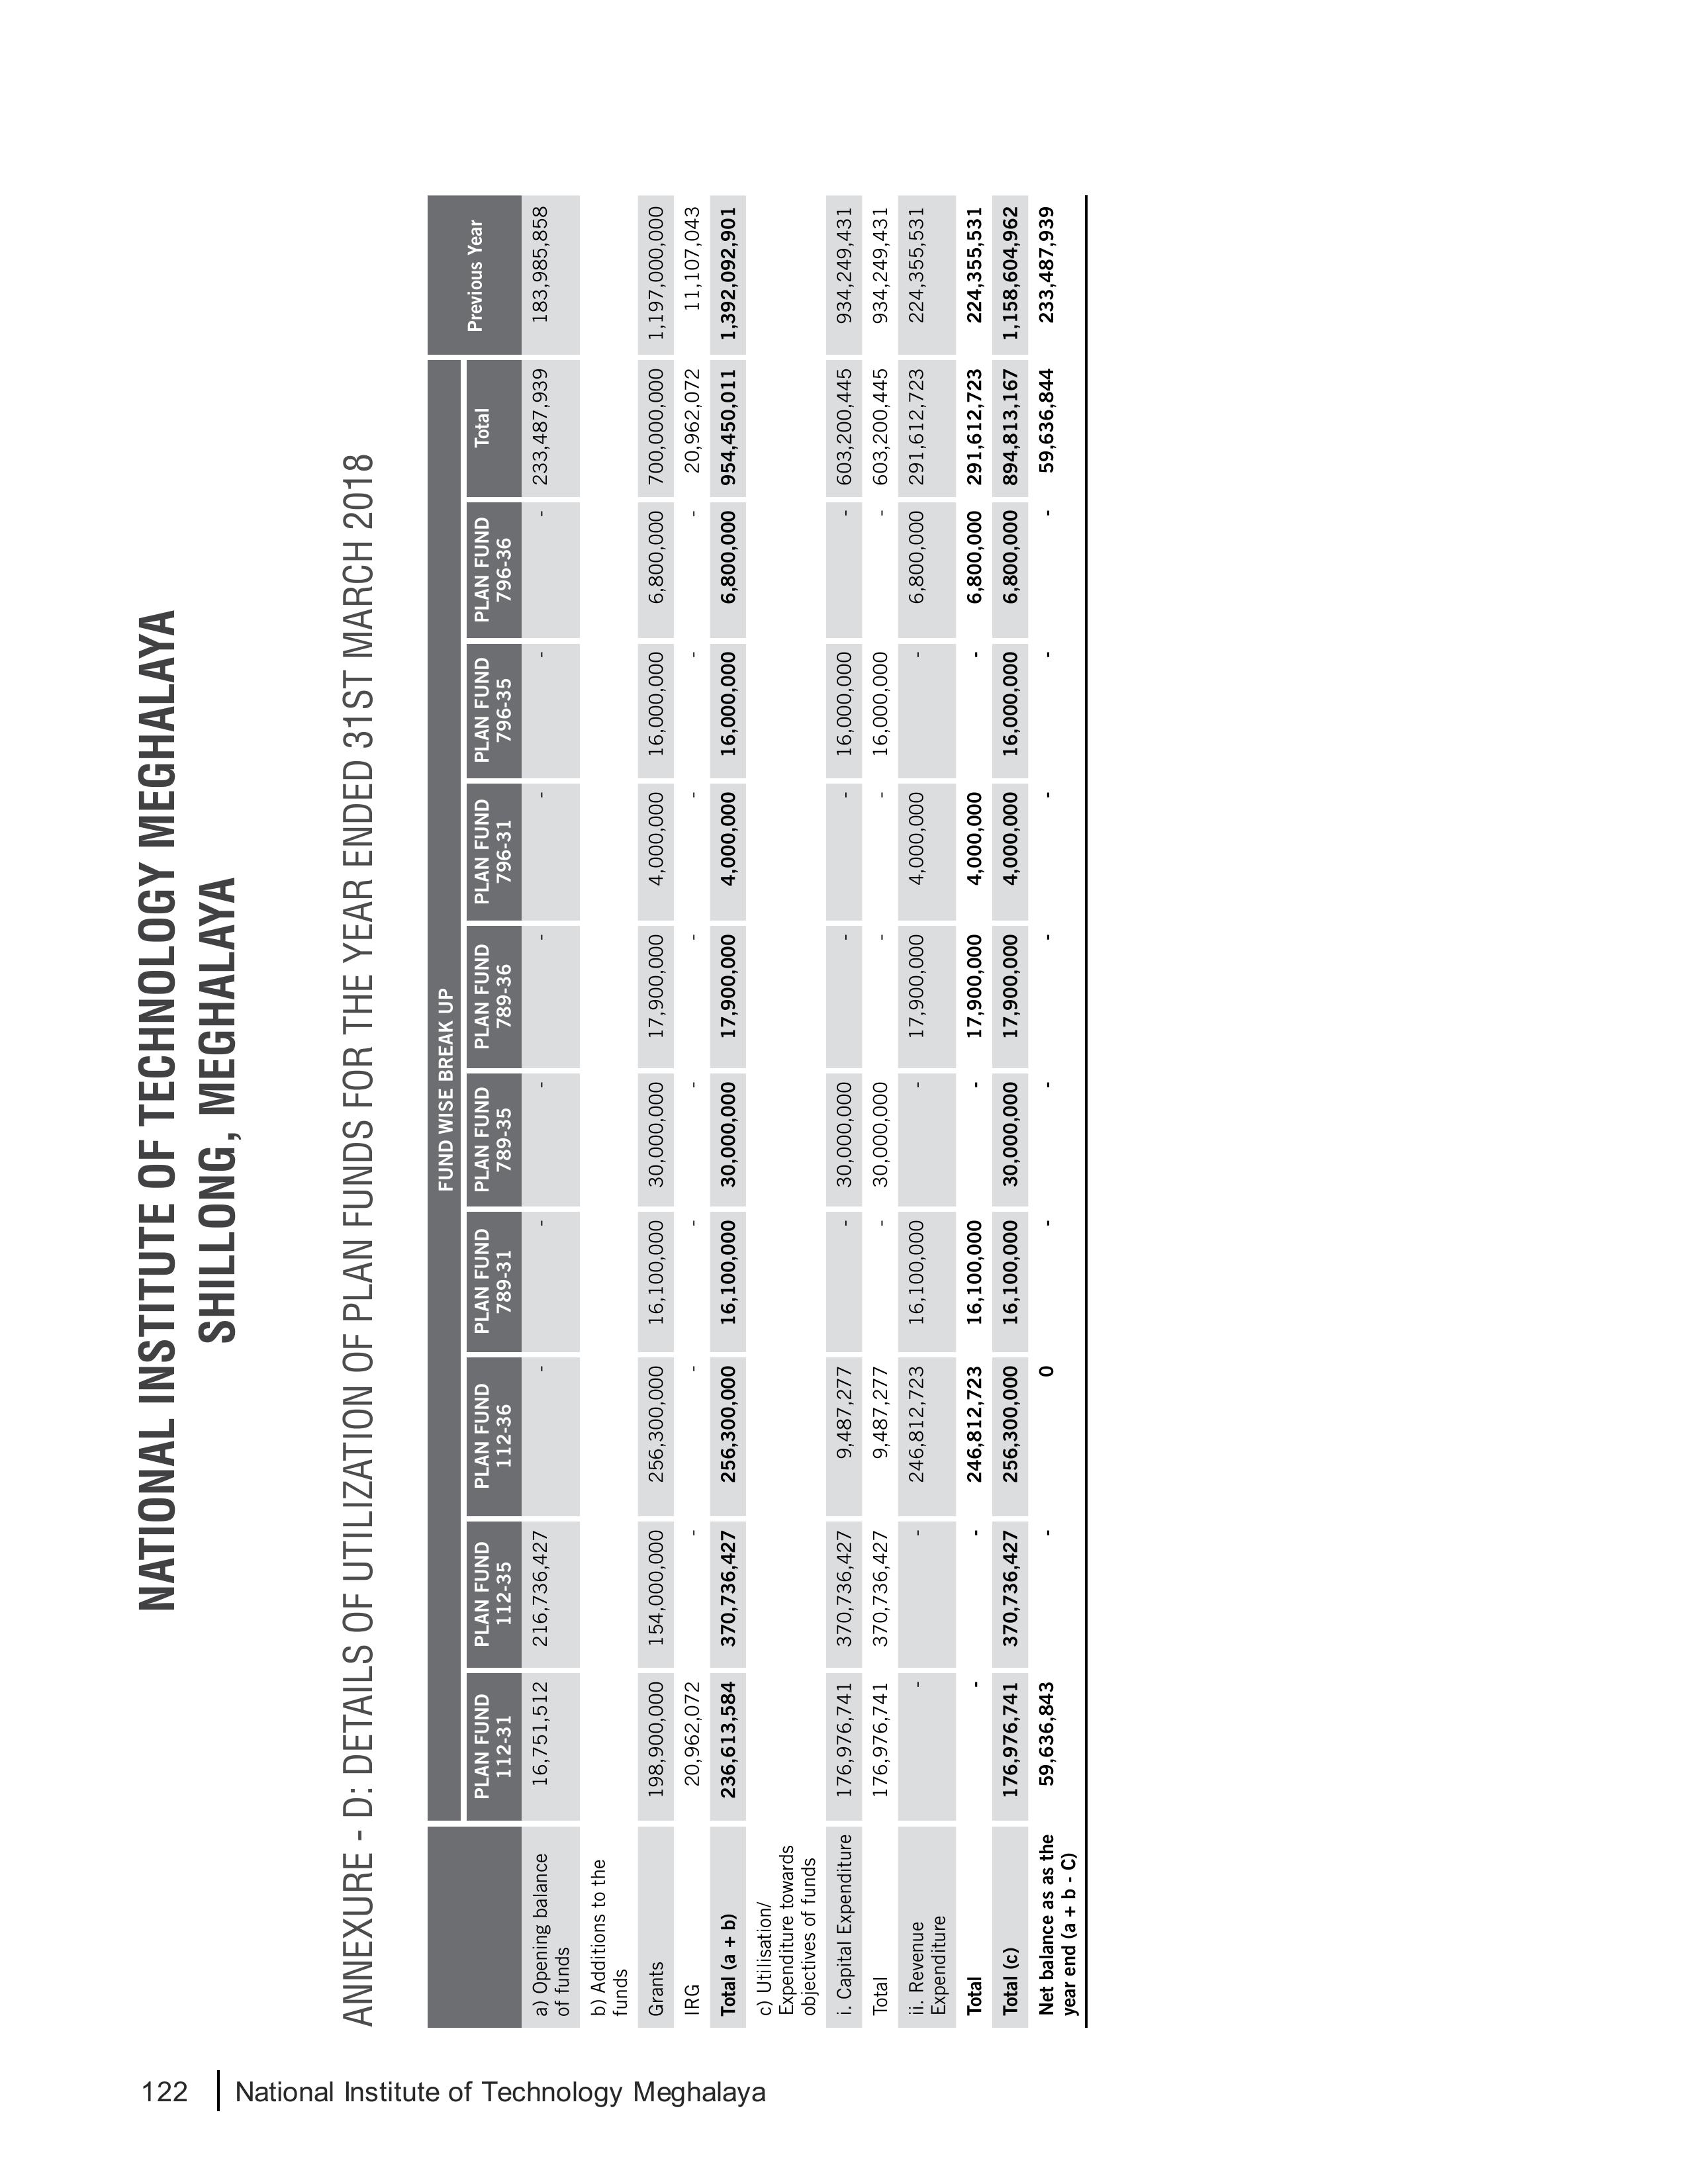 NATIONAL INSTITUTE OF TECHNOLOGY MEGHALAYA
SHILLONG, MEGHALAYA
ANNEXURE - D: DETAILS OF UTILIZATION OF PLAN FUNDS FOR THE YEAR ENDED 31ST MARCH 2018
FUND WISE BREAK UP Previous Year
PLAN FUND 112-31 PLAN FUND 112-35 PLAN FUND 112-36 PLAN FUND 789-31 PLAN FUND 789-35 PLAN FUND 789-36 PLAN FUND 796-31 PLAN FUND 796-35 PLAN FUND 796-36 Total
a) Opening balance of funds 16,751,512 216,736,427 - - - - - - - 233,487,939 183,985,858
b) Additions to the funds
Grants 198,900,000 154,000,000 256,300,000 16,100,000 30,000,000 17,900,000 4,000,000 16,000,000 6,800,000 700,000,000 1,197,000,000
IRG 20,962,072 - - - - - - - - 20,962,072 11,107,043
Total (a + b) 236,613,584 370,736,427 256,300,000 16,100,000 30,000,000 17,900,000 4,000,000 16,000,000 6,800,000 954,450,011 1,392,092,901
c) Utilisation/
Expenditure towards
objectives of funds
i. Capital Expenditure 176,976,741 370,736,427 9,487,277 - 30,000,000 - - 16,000,000 - 603,200,445 934,249,431
Total 176,976,741 370,736,427 9,487,277 - 30,000,000 - - 16,000,000 - 603,200,445 934,249,431
ii. Revenue Expenditure - - 246,812,723 16,100,000 - 17,900,000 4,000,000 - 6,800,000 291,612,723 224,355,531
Total - - 246,812,723 16,100,000 - 17,900,000 4,000,000 - 6,800,000 291,612,723 224,355,531
Total (c) 176,976,741 370,736,427 256,300,000 16,100,000 30,000,000 17,900,000 4,000,000 16,000,000 6,800,000 894,813,167 1,158,604,962
Net balance as as the year end (a + b - C) 59,636,843 - 0 - - - - - - 59,636,844 233,487,939
122 National Institute of Technology Meghalaya